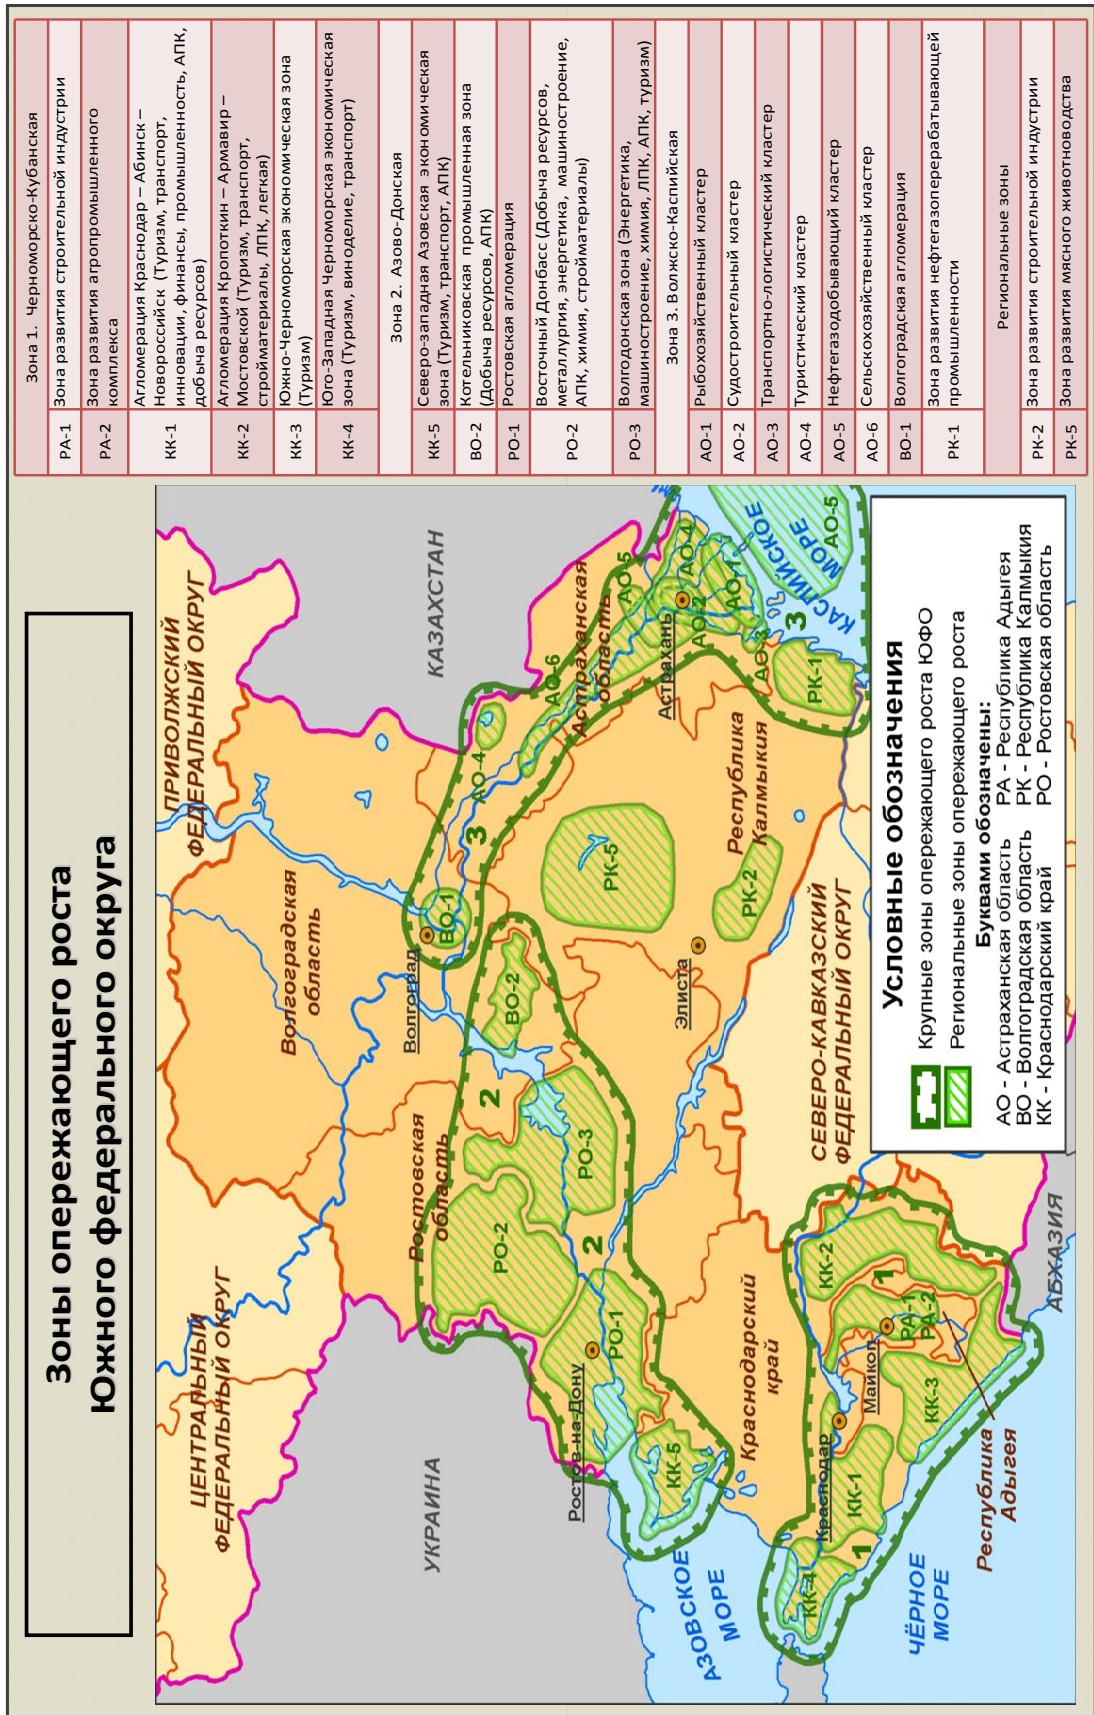 Зоны опережающего роста
Южного федерального округа
ПРИВОЛЖСКИЙ
ФЕДЕРАЛЬНЫЙ ОКРУГ
ЦЕНТРАЛЬНЫЙ
ФЕДЕРАЛЬНЫЙ ОКРУГ
УКРАИНА
КАЗАХСТАН
Волгоградская
область
Ростовская
область
Астраханская
область
Республика
Калмыкия
Краснодарский
край
Республика
Адыгея
СЕВЕРО-КАВКАЗСКИЙ
ФЕДЕРАЛЬНЫЙ ОКРУГ
АБХАЗИЯ
АЗОВСКОЕ
МОРЕ
ЧЁРНОЕ
МОРЕ
КАСПИЙСКОЕ
МОРЕ
Волгоград
Ростов-на-Дону
Элиста
Астрахань
Краснодар
Майкоп
ВО-1
ВО-2
РО-1
РО-2
РО-3
КК-1
КК-2
КК-3
КК-4
КК-5
РА-1
РА-2
РК-1
РК-2
РК-5
АО-1
АО-2
АО-3
АО-4
АО-4
АО-5
АО-5
АО-6
1
1
2
2
3
3
Условные обозначения
Крупные зоны опережающего роста ЮФО
Региональные зоны опережающего роста
Буквами обозначены:
АО - Астраханская область РА - Республика Адыгея
ВО - Волгоградская область РК - Республика Калмыкия
КК - Краснодарский край РО - Ростовская область
Зона 1. Черноморско-Кубанская
РА-1 Зона развития строительной индустрии
РА-2 Зона развития агропромышленного
комплекса
КК-1 Агломерация Краснодар – Абинск –
Новороссийск (Туризм, транспорт,
инновации, финансы, промышленность, АПК,
добыча ресурсов)
КК-2 Агломерация Кропоткин – Армавир –
Мостовской (Туризм, транспорт,
стройматериалы, ЛПК, легкая)
КК-3 Южно-Черноморская экономическая зона
(Туризм)
КК-4 Юго-Западная Черноморская экономическая
зона (Туризм, виноделие, транспорт)
Зона 2. Азово-Донская
КК-5 Северо-западная Азовская экономическая
зона (Туризм, транспорт, АПК)
ВО-2 Котельниковская промышленная зона
(Добыча ресурсов, АПК)
РО-1 Ростовская агломерация
РО-2 Восточный Донбасс (Добыча ресурсов,
металлургия, энергетика, машиностроение,
АПК, химия, стройматериалы)
РО-3 Волгодонская зона (Энергетика,
машиностроение, химия, ЛПК, АПК, туризм)
Зона 3. Волжско-Каспийская
АО-1 Рыбохозяйственный кластер
АО-2 Судостроительный кластер
АО-3 Транспортно-логистический кластер
АО-4 Туристический кластер
АО-5 Нефтегазодобывающий кластер
АО-6 Сельскохозяйственный кластер
ВО-1 Волгоградская агломерация
РК-1 Зона развития нефтегазоперерабатывающей
промышленности
Региональные зоны
РК-2 Зона развития строительной индустрии
РК-5 Зона развития мясного животноводства